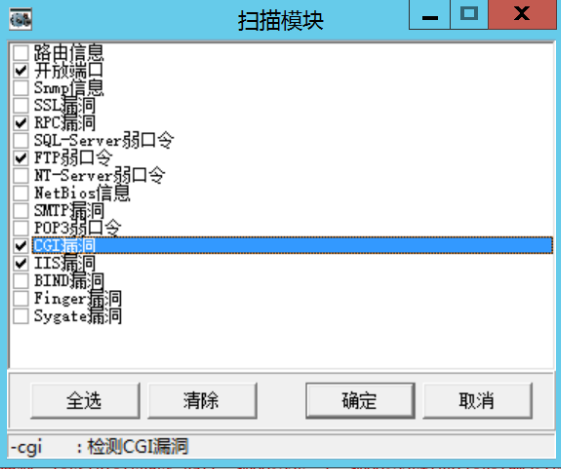 扫描模块
路由信息
开放端口
Snmp信息
SSL漏洞
RPC漏洞
SQL-Server弱口令
FTP弱口令
NT-Server弱口令
NetBios信息
SMTP漏洞
POP3弱口令
CGI漏洞
IIS漏洞
BIND漏洞
Finger漏洞
Sygate漏洞
全选 清除 确定 取消
-cgi : 检测CGI漏洞